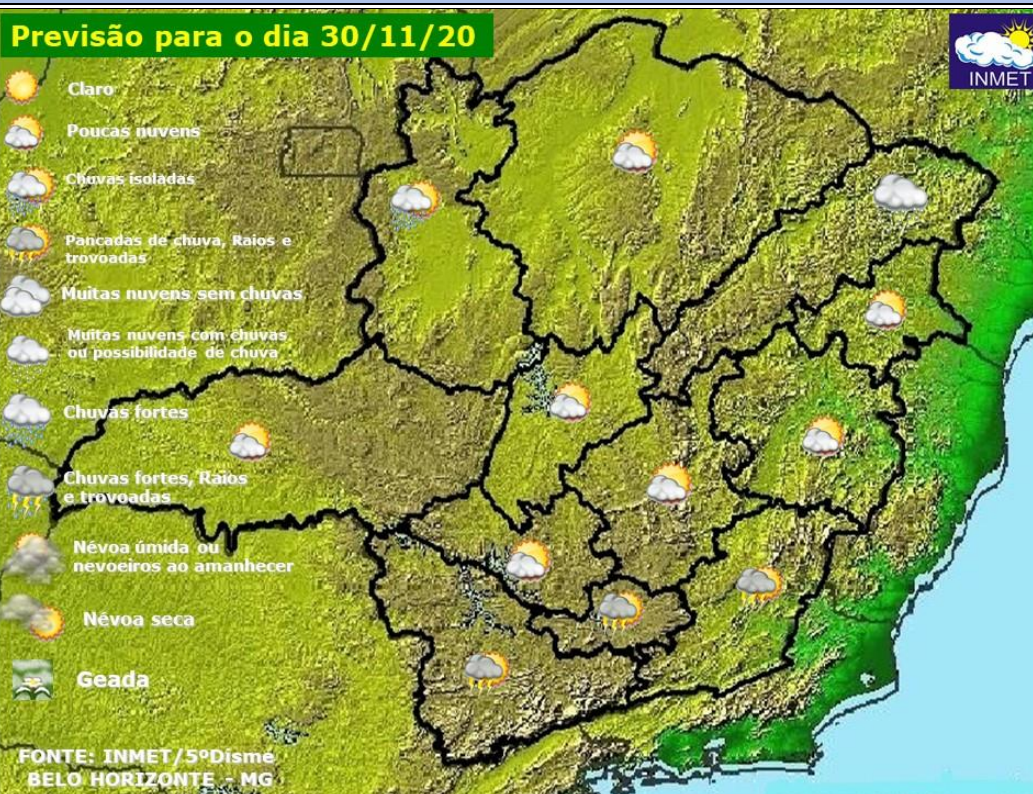 Previsão para o dia 30/11/20
INMET
Claro
Poucas nuvens
Chuvas isoladas
Pancadas de chuva, Raios e
trovoadas
Muitas nuvens sem chuvas
Muitas nuvens com chuvas
ou possibilidade de chuva
Chuvas fortes
Chuvas fortes, Raios
e trovoadas
Névoa úmida ou
nevoeiros ao amanhecer
Névoa seca
Geada
FONTE: INMET/5ºDisme
BELO HORIZONTE - MG